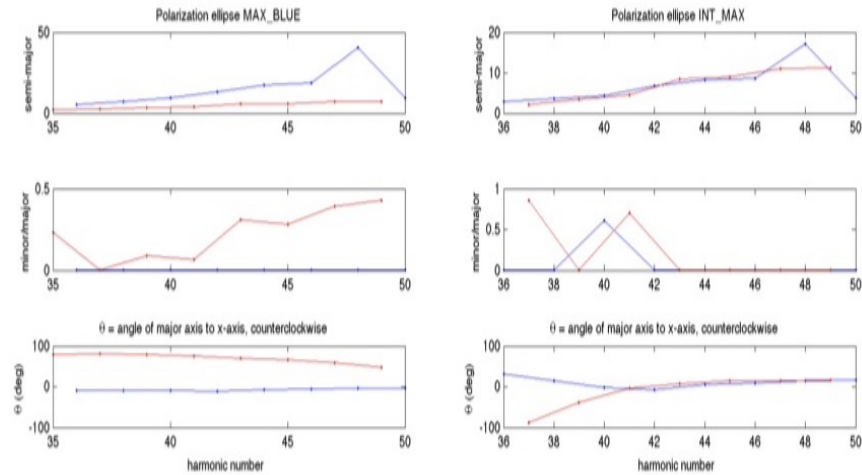 Polarization ellipse MAX_BLUE
50
0
semi-major
35 40 45 50
0.5
0
minor/major
35 40 45 50
θ = angle of major axis to x-axis, counterclockwise
100
0
-100
Θ (deg)
35 40 45 50
harmonic number
Polarization ellipse INT_MAX
20
10
0
semi-major
36 38 40 42 44 46 48 50
1
0.5
0
minor/major
36 38 40 42 44 46 48 50
θ = angle of major axis to x-axis, counterclockwise
100
0
-100
Θ (deg)
36 38 40 42 44 46 48 50
harmonic number